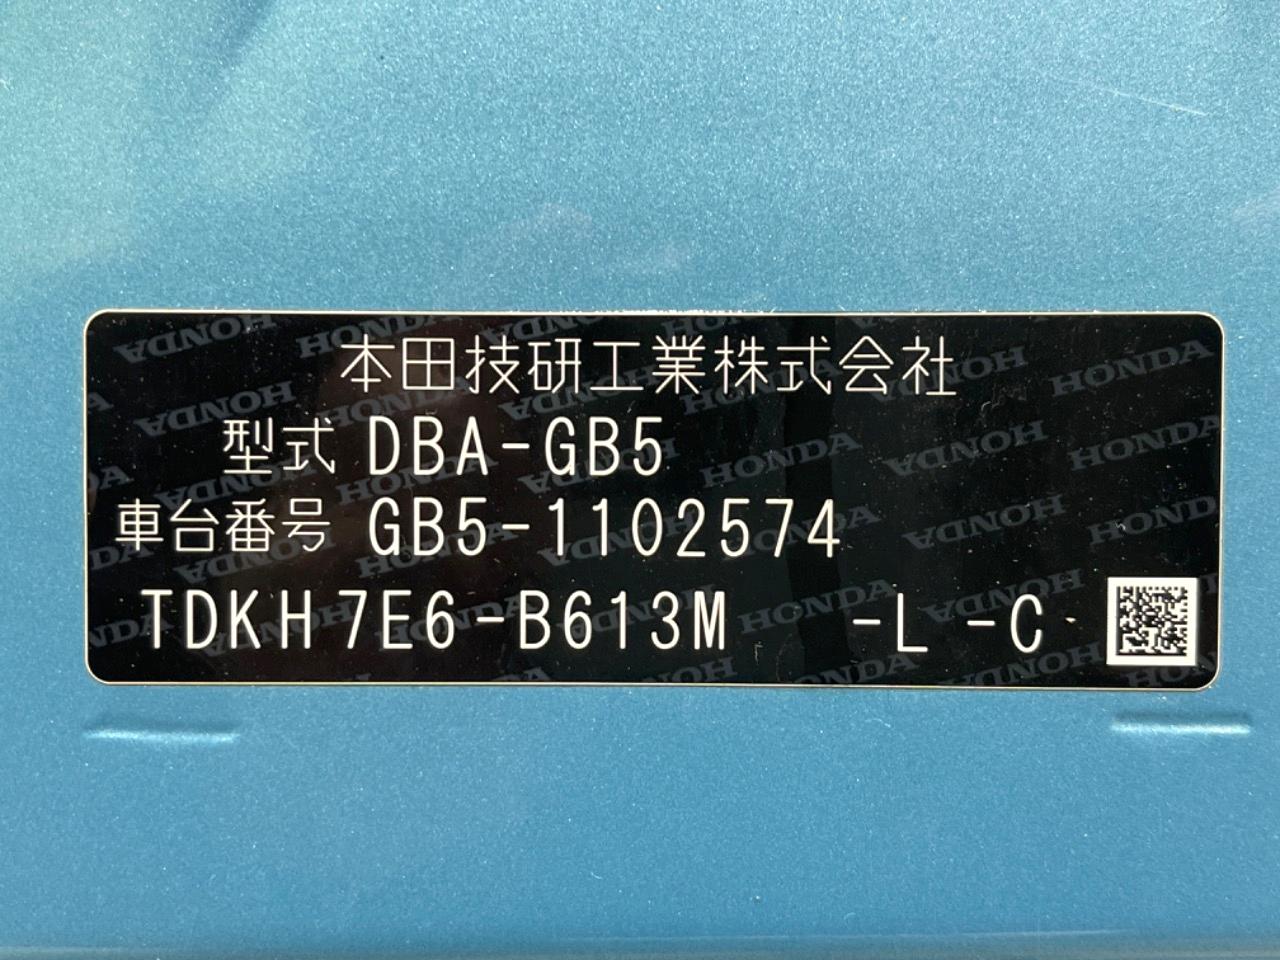 本田技研工業株式会社
型式 DBA-GB5
車台番号 GB5-1102574
TDKH7E6-B613M -L -C-